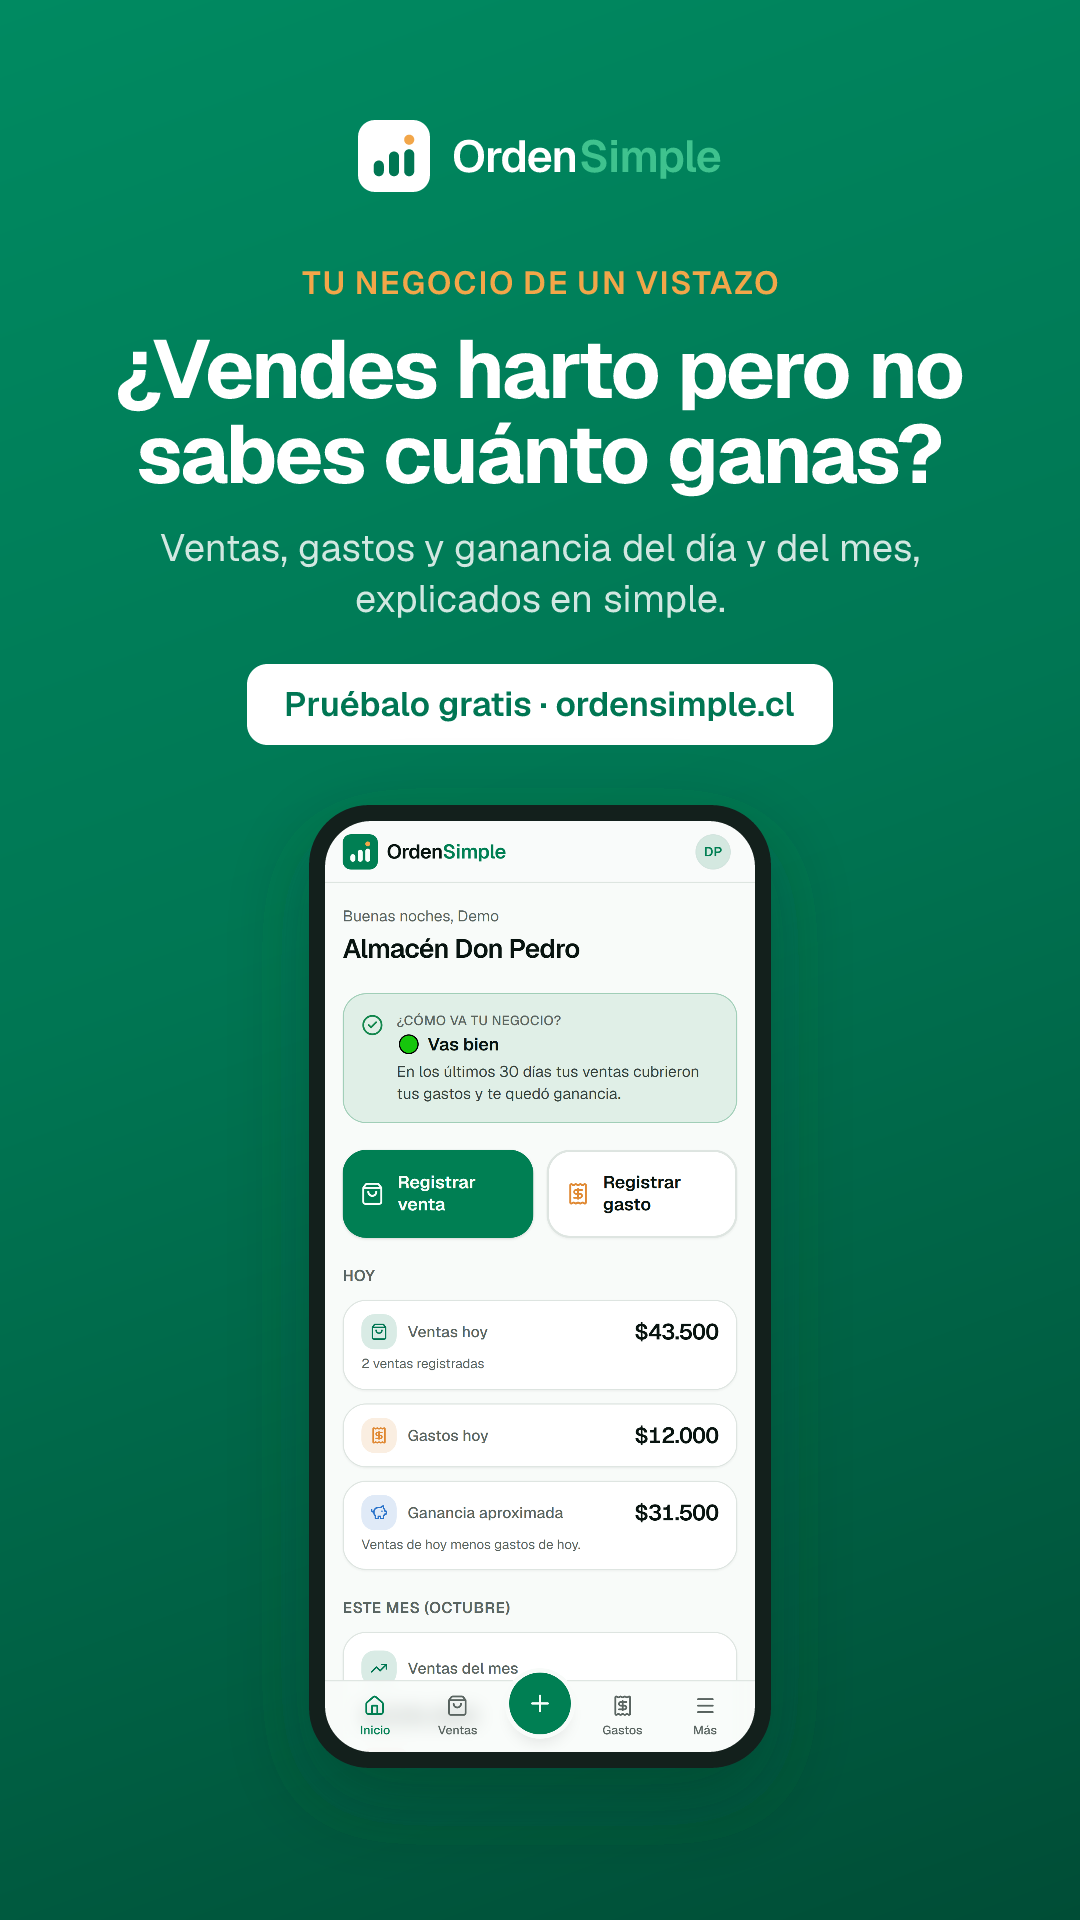 OrdenSimple
TU NEGOCIO DE UN VISTAZO
¿Vendes harto pero no
sabes cuánto ganas?
Ventas, gastos y ganancia del día y del mes,
explicados en simple.
Pruébalo gratis · ordensimple.cl
OrdenSimple
DP
Buenas noches, Demo
Almacén Don Pedro
¿CÓMO VA TU NEGOCIO?
Vas bien
En los últimos 30 días tus ventas cubrieron
tus gastos y te quedó ganancia.
Registrar
venta
Registrar
gasto
HOY
Ventas hoy
$43.500
2 ventas registradas
Gastos hoy
$12.000
Ganancia aproximada
$31.500
Ventas de hoy menos gastos de hoy.
ESTE MES (OCTUBRE)
Ventas del mes
Inicio
Ventas
Gastos
Más